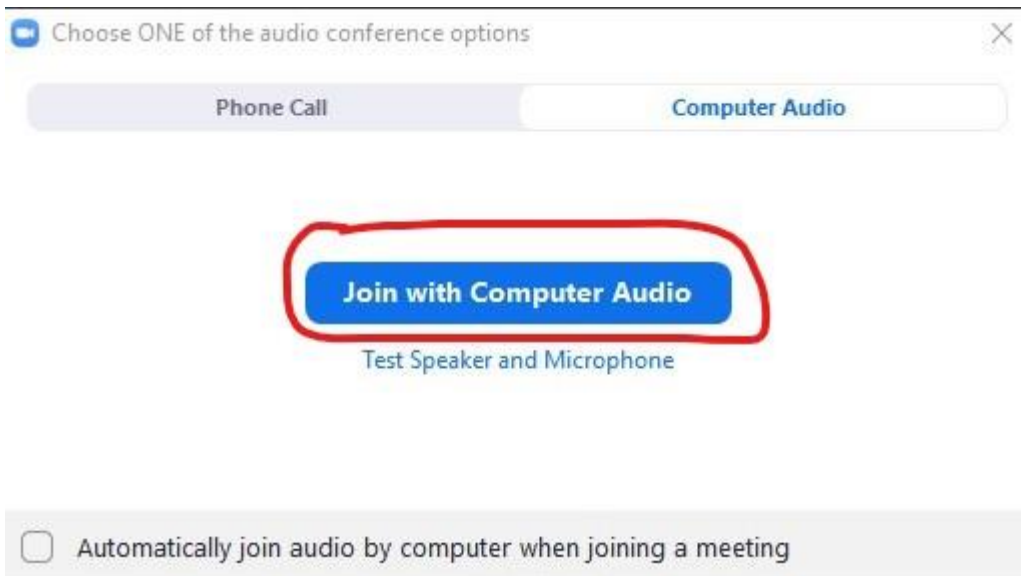 Choose ONE of the audio conference options
Phone Call
Computer Audio
Join with Computer Audio
Test Speaker and Microphone
Automatically join audio by computer when joining a meeting